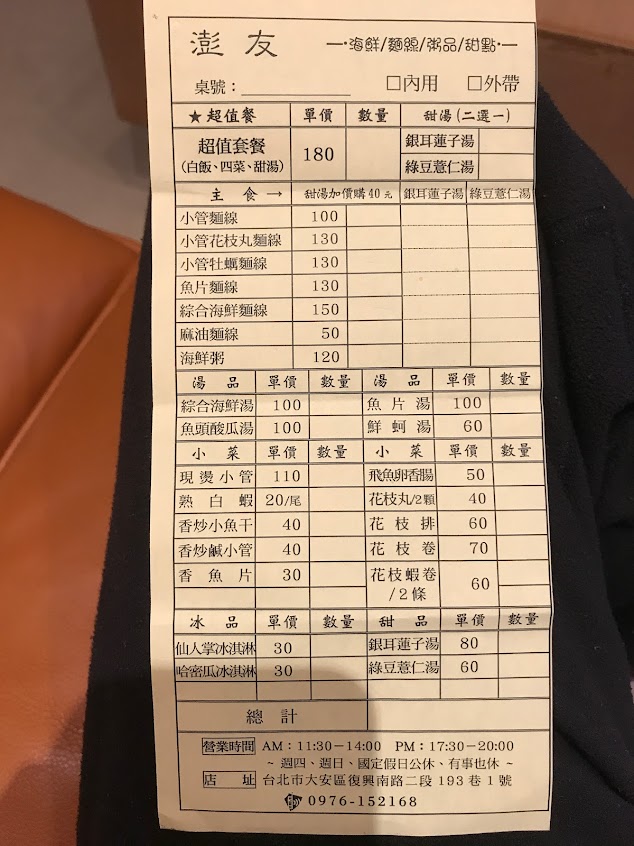 澎友 —·海鮮/麵線/粥品/甜點·—
桌號： □內用 □外帶
★超值餐 單價 數量 甜湯(二選一)
超值套餐 180 銀耳蓮子湯
(白飯、四菜、甜湯) 綠豆薏仁湯
主食→ 甜湯加價購40元 銀耳蓮子湯 綠豆薏仁湯
小管麵線 100
小管花枝丸麵線 130
小管牡蠣麵線 130
魚片麵線 130
綜合海鮮麵線 150
麻油麵線 50
海鮮粥 120
湯品 單價 數量 湯品 單價 數量
綜合海鮮湯 100 魚片湯 100
魚頭酸瓜湯 100 鮮蚵湯 60
小菜 單價 數量 小菜 單價 數量
現燙小管 110 飛魚卵香腸 50
熟白蝦 20/尾 花枝丸/2顆 40
香炒小魚干 40 花枝排 60
香炒鹹小管 40 花枝卷 70
香魚片 30 花枝蝦卷/2條 60
冰品 單價 數量 甜品 單價 數量
仙人掌冰淇淋 30 銀耳蓮子湯 80
哈密瓜冰淇淋 30 綠豆薏仁湯 60
總計
營業時間 AM：11:30－14:00 PM：17:30－20:00
~ 週四、週日、國定假日公休、有事也休 ~
店址 台北市大安區復興南路二段193巷1號
0976-152168